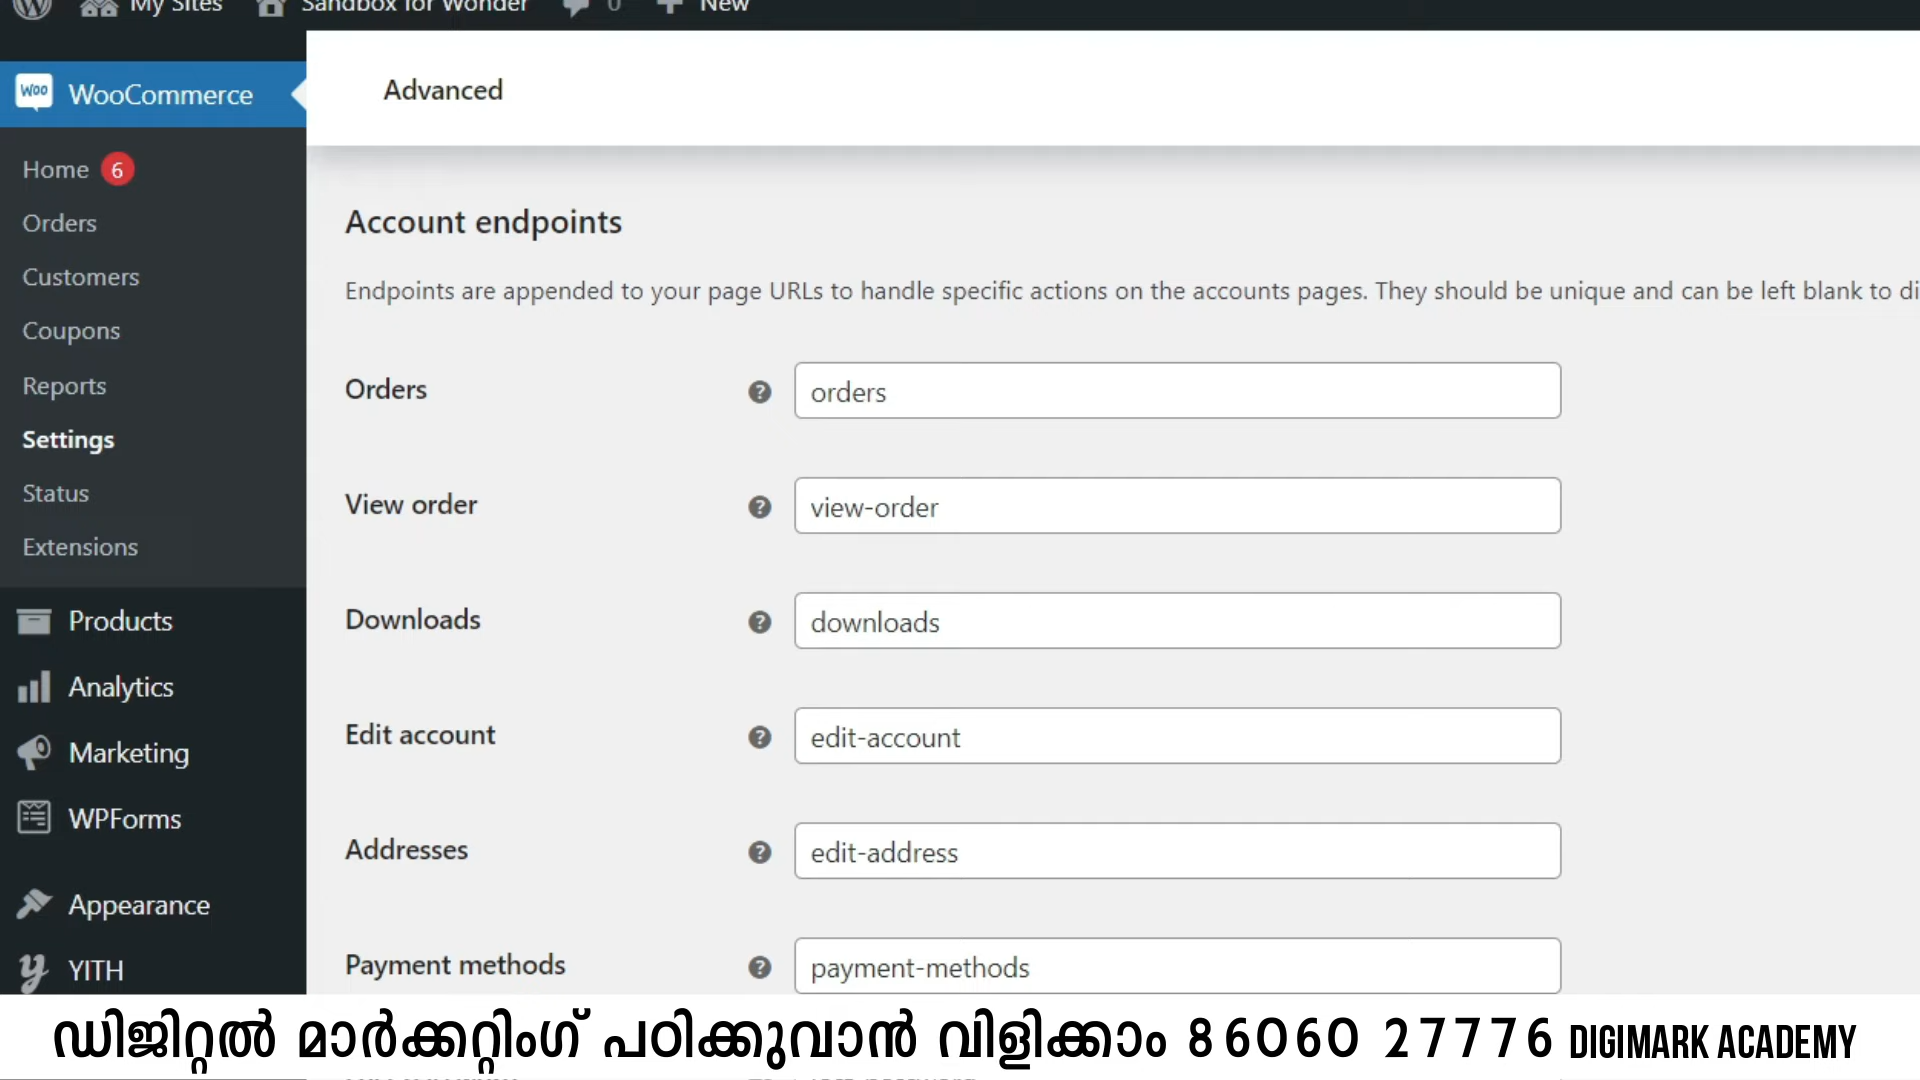 My Sites Sandbox for Wonder 0 New
Woo WooCommerce
Advanced
Home 6
Orders
Customers
Coupons
Reports
Settings
Status
Extensions
Products
Analytics
Marketing
WPForms
Appearance
YITH
Account endpoints
Endpoints are appended to your page URLs to handle specific actions on the accounts pages. They should be unique and can be left blank to di
Orders orders
View order view-order
Downloads downloads
Edit account edit-account
Addresses edit-address
Payment methods payment-methods
ഡിജിറ്റൽ മാർക്കറ്റിംഗ് പഠിക്കുവാൻ വിളിക്കാം 86060 27776 DIGIMARK ACADEMY